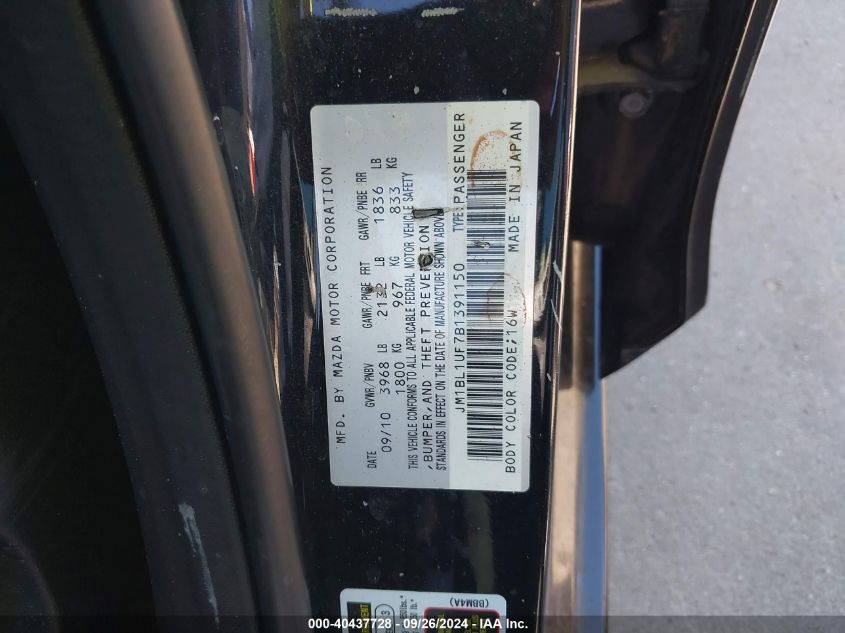 MFD. BY MAZDA MOTOR CORPORATION
DATE GVWR/PNBV GAWR/PNBE FRT GAWR/PNBE RR
09/10 3968 LB 2132 LB 1836 LB
1800 KG 967 KG 833 KG
THIS VEHICLE CONFORMS TO ALL APPLICABLE FEDERAL MOTOR VEHICLE SAFETY
,BUMPER,AND THEFT PREVENTION
STANDARDS IN EFFECT ON THE DATE OF MANUFACTURE SHOWN ABOVE
JM1BL1UF7B1391150 TYPE:PASSENGER
BODY COLOR CODE;16W MADE IN JAPAN
(BBM4A)
000-40437728 - 09/26/2024 - IAA Inc.